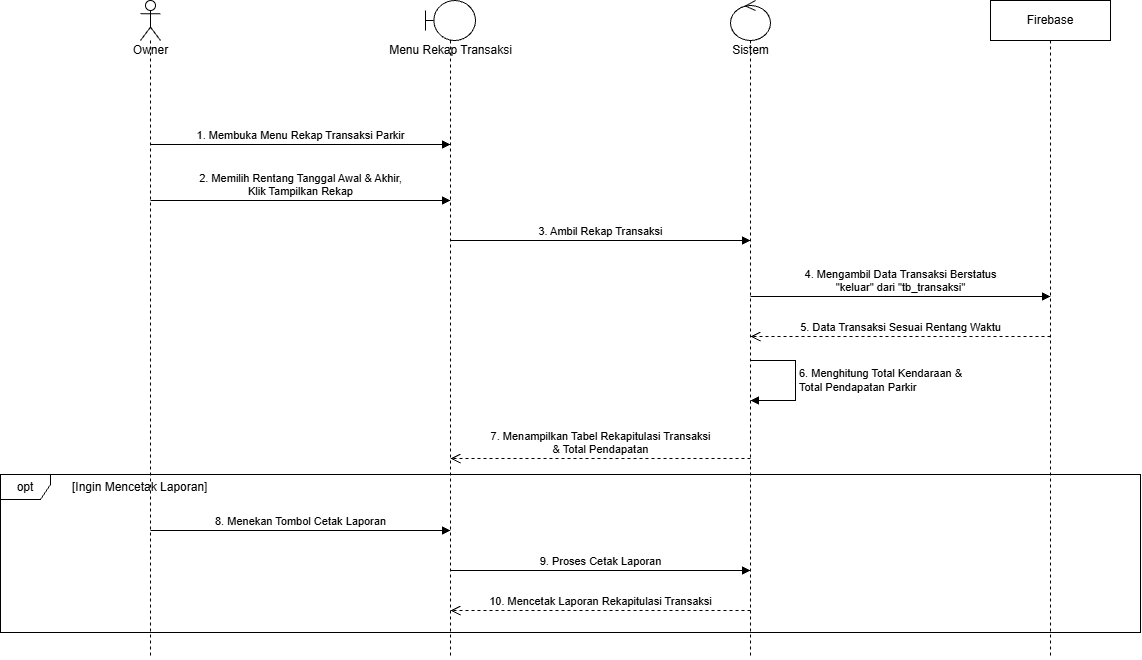 Owner
Menu Rekap Transaksi
Sistem
Firebase
1. Membuka Menu Rekap Transaksi Parkir
2. Memilih Rentang Tanggal Awal & Akhir,
Klik Tampilkan Rekap
3. Ambil Rekap Transaksi
4. Mengambil Data Transaksi Berstatus
"keluar" dari "tb_transaksi"
5. Data Transaksi Sesuai Rentang Waktu
6. Menghitung Total Kendaraan &
Total Pendapatan Parkir
7. Menampilkan Tabel Rekapitulasi Transaksi
& Total Pendapatan
opt
[Ingin Mencetak Laporan]
8. Menekan Tombol Cetak Laporan
9. Proses Cetak Laporan
10. Mencetak Laporan Rekapitulasi Transaksi